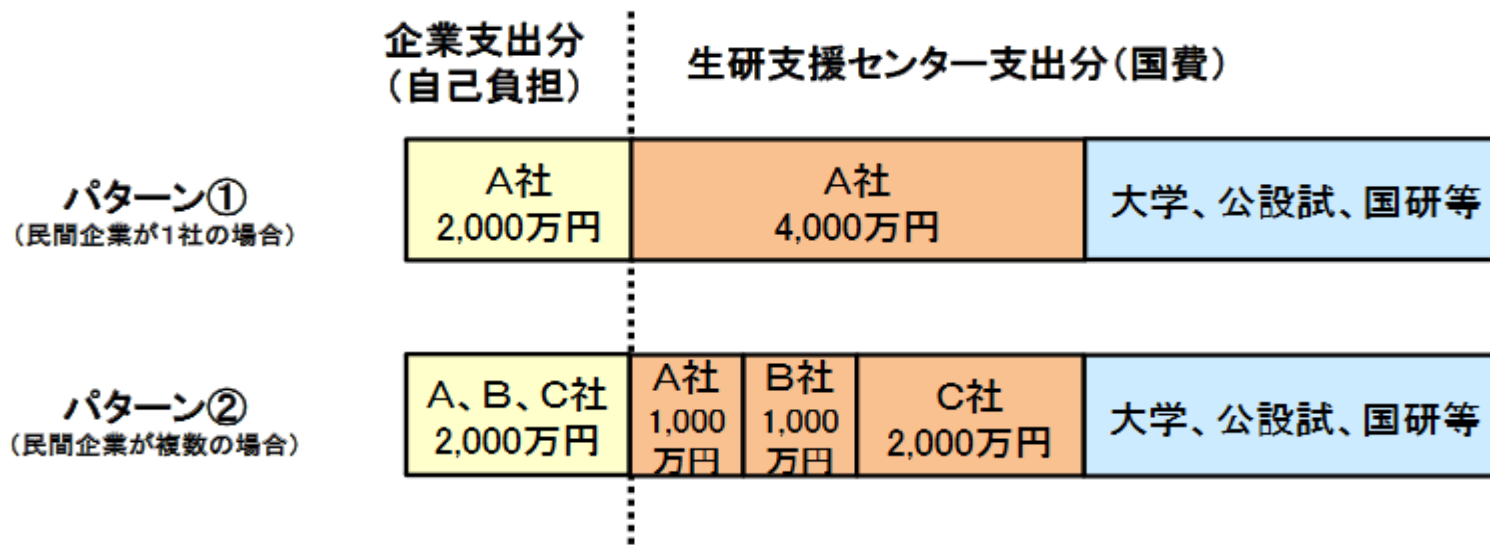 企業支出分
（自己負担）
生研支援センター支出分（国費）
パターン①
（民間企業が1社の場合）
A社
2,000万円
A社
4,000万円
大学、公設試、国研等
パターン②
（民間企業が複数の場合）
A、B、C社
2,000万円
A社
1,000
万円
B社
1,000
万円
C社
2,000万円
大学、公設試、国研等